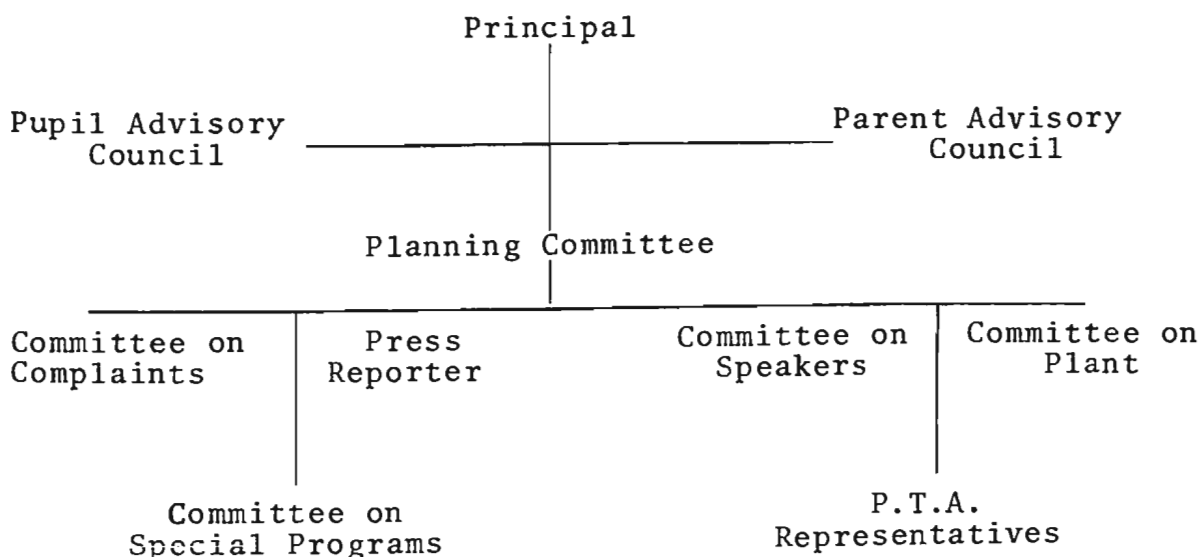 Principal
Pupil Advisory
Council
Parent Advisory
Council
Planning Committee
Committee on
Complaints
Press
Reporter
Committee on
Speakers
Committee on
Plant
Committee on
Special Programs
P.T.A.
Representatives